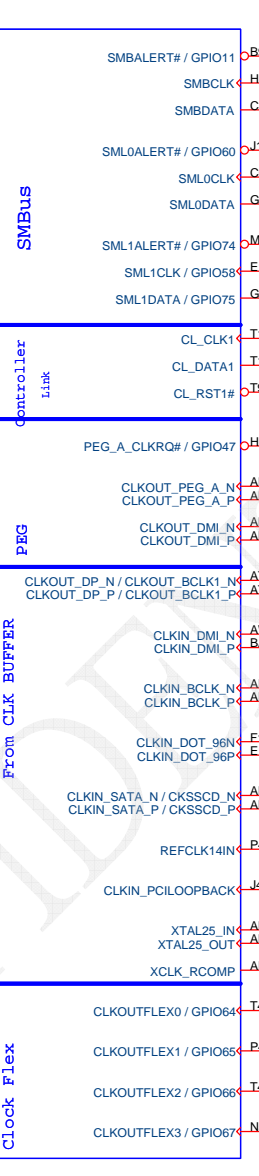 SMBus
SMBALERT# / GPIO11
SMBCLK
SMBDATA
SML0ALERT# / GPIO60
SML0CLK
SML0DATA
SML1ALERT# / GPIO74
SML1CLK / GPIO58
SML1DATA / GPIO75
Controller
Link
CL_CLK1
CL_DATA1
CL_RST1#
PEG
PEG_A_CLKRQ# / GPIO47
CLKOUT_PEG_A_N
CLKOUT_PEG_A_P
CLKOUT_DMI_N
CLKOUT_DMI_P
From CLK BUFFER
CLKOUT_DP_N / CLKOUT_BCLK1_N
CLKOUT_DP_P / CLKOUT_BCLK1_P
CLKIN_DMI_N
CLKIN_DMI_P
CLKIN_BCLK_N
CLKIN_BCLK_P
CLKIN_DOT_96N
CLKIN_DOT_96P
CLKIN_SATA_N / CKSSCD_N
CLKIN_SATA_P / CKSSCD_P
REFCLK14IN
CLKIN_PCILOOPBACK
XTAL25_IN
XTAL25_OUT
XCLK_RCOMP
Clock Flex
CLKOUTFLEX0 / GPIO64
CLKOUTFLEX1 / GPIO65
CLKOUTFLEX2 / GPIO66
CLKOUTFLEX3 / GPIO67